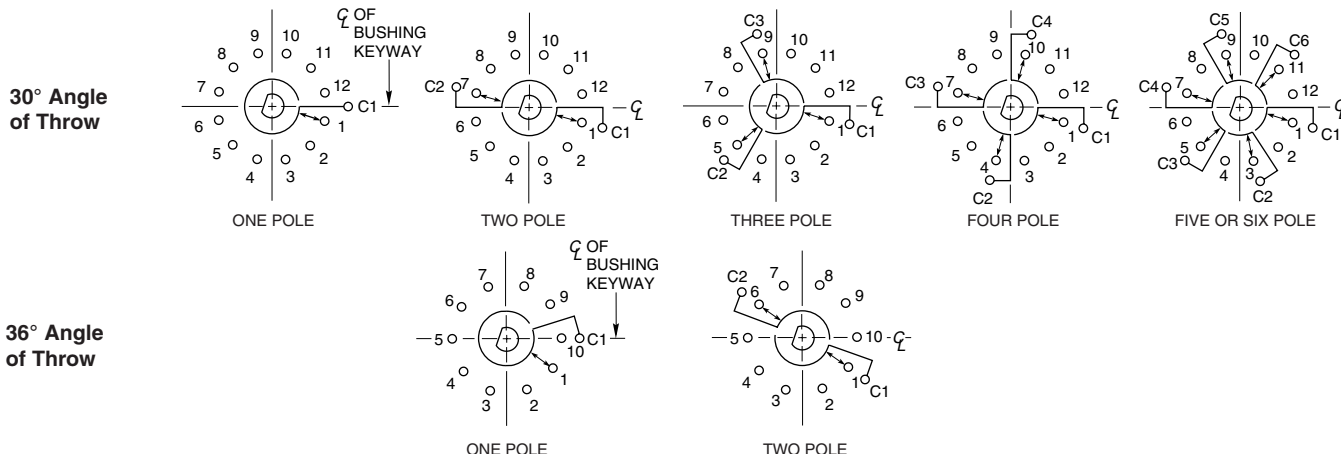 30° Angle
of Throw
℄ OF
BUSHING
KEYWAY
9 10
8 11
7 12
C1
6 1
5 2
4 3
ONE POLE
9 10
8 11
C2 7 12
℄
6 1 C1
5 2
4 3
TWO POLE
C3
9 10
8 11
7 12
℄
6 1 C1
5 2
C2 4 3
THREE POLE
C4
9 10
8 11
C3 7 12
℄
6 1 C1
5 2
4 3
C2
FOUR POLE
C5
9 10 C6
8 11
C4 7 12
℄
6 1 C1
5 2
C3 4 3
C2
FIVE OR SIX POLE
36° Angle
of Throw
℄ OF
BUSHING
KEYWAY
7 8
6 9
5 10 C1
4 1
3 2
ONE POLE
C2 7 8
6 9
5 10 ℄
4 1 C1
3 2
TWO POLE